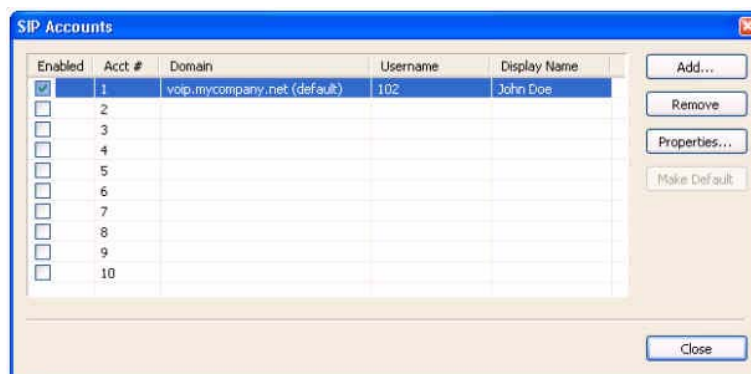 SIP Accounts
Enabled Acct # Domain Username Display Name
1 voip.mycompany.net (default) 102 John Doe
2
3
4
5
6
7
8
9
10
Add...
Remove
Properties...
Make Default
Close